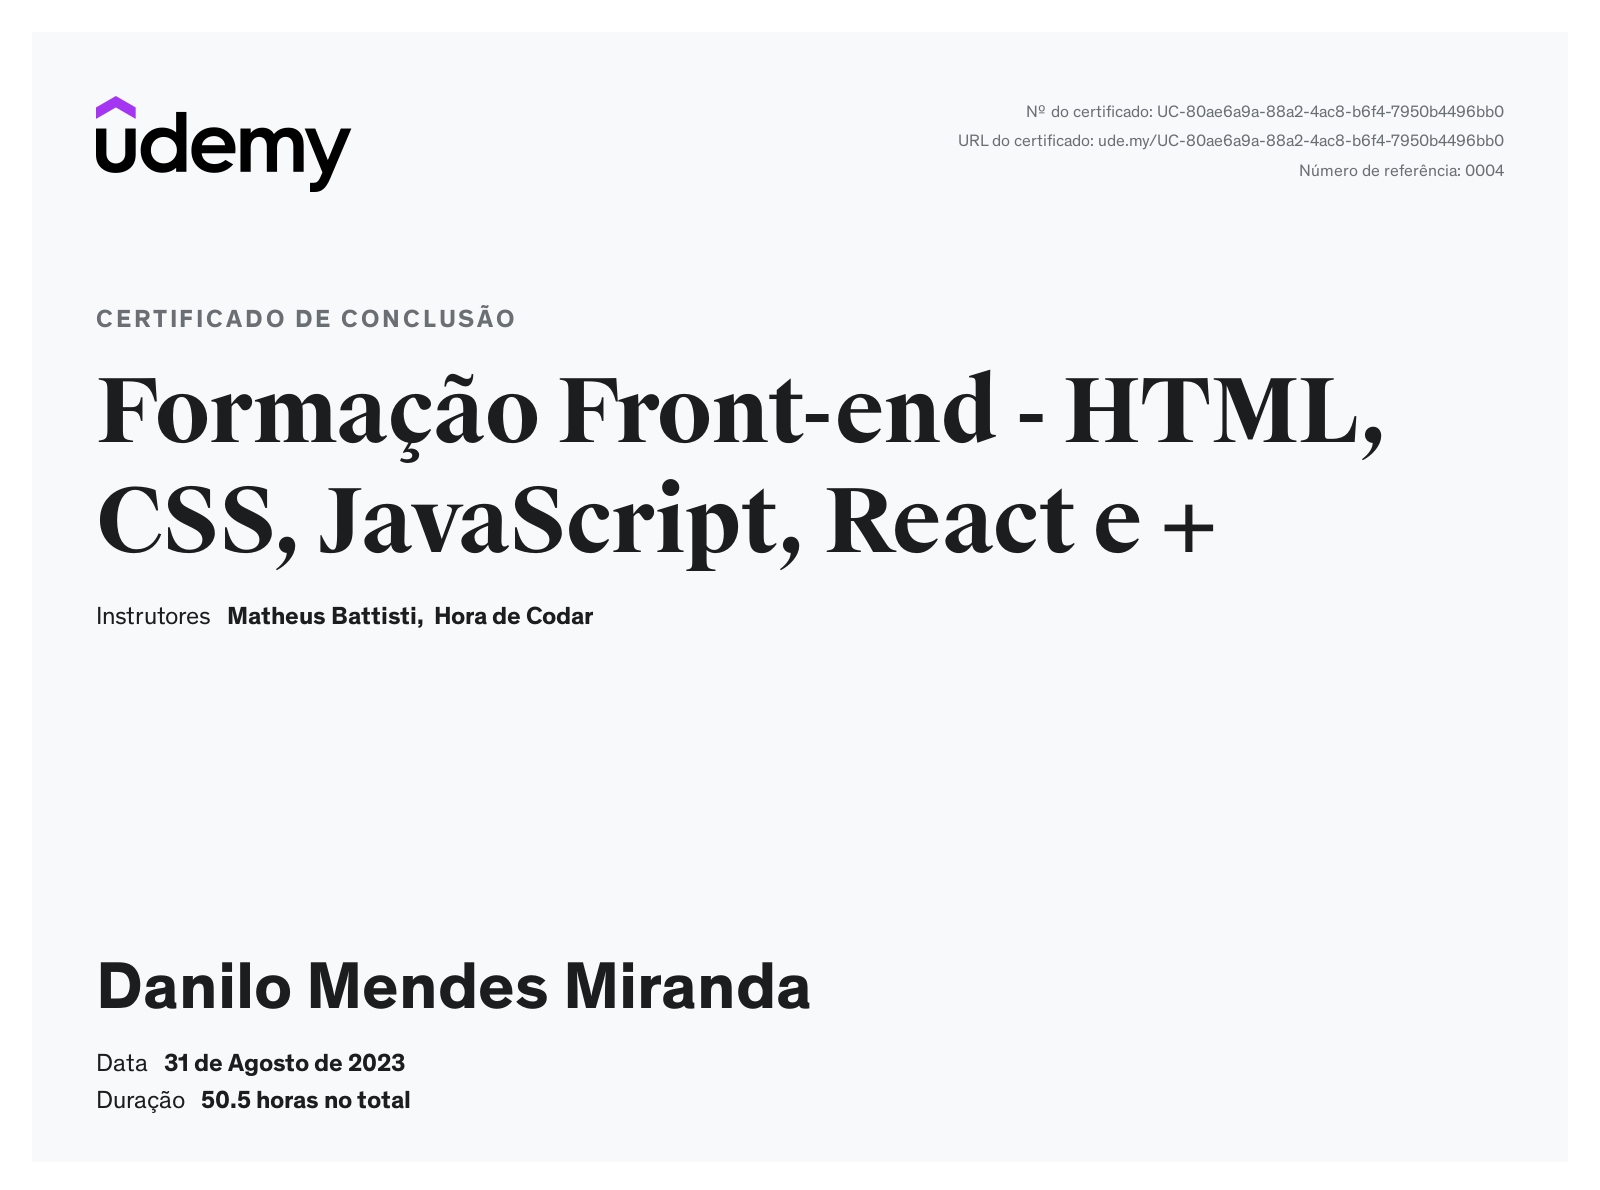 udemy
Nº do certificado: UC-80ae6a9a-88a2-4ac8-b6f4-7950b4496bb0
URL do certificado: ude.my/UC-80ae6a9a-88a2-4ac8-b6f4-7950b4496bb0
Número de referência: 0004
CERTIFICADO DE CONCLUSÃO
Formação Front-end - HTML,
CSS, JavaScript, React e +
Instrutores Matheus Battisti, Hora de Codar
Danilo Mendes Miranda
Data 31 de Agosto de 2023
Duração 50.5 horas no total